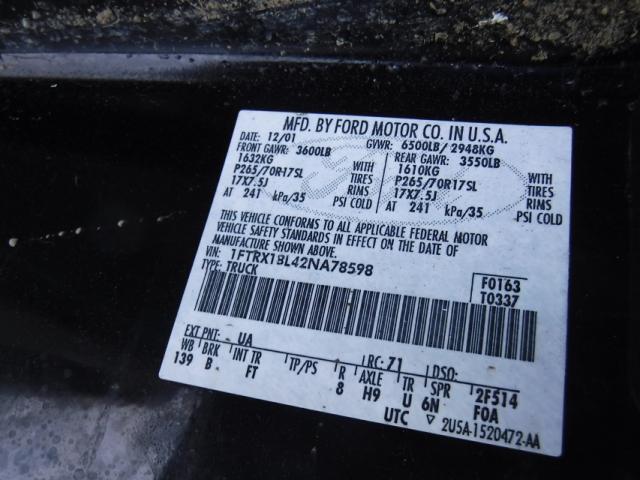 MFD. BY FORD MOTOR CO. IN U.S.A.
DATE: 12/01 GVWR: 6500LB/ 2948KG
FRONT GAWR: 3600LB REAR GAWR: 3550LB
1632KG WITH 1610KG WITH
P265/70R17SL TIRES P265/70R17SL TIRES
17X7.5J RIMS 17X7.5J RIMS
AT 241 kPa/35 PSI COLD AT 241 kPa/35 PSI COLD
THIS VEHICLE CONFORMS TO ALL APPLICABLE FEDERAL MOTOR
VEHICLE SAFETY STANDARDS IN EFFECT ON THE DATE OF
MANUFACTURE SHOWN ABOVE.
VIN: 1FTRX18L42NA78598 F0163
TYPE: TRUCK T0337
EXT PNT: UA RC: 71 DSO:
WB BRK INT TR TP/PS R AXLE TR SPR 2F514
139 B FT 8 H9 U 6N F0A
UTC ▽ 2U5A-1520472-AA